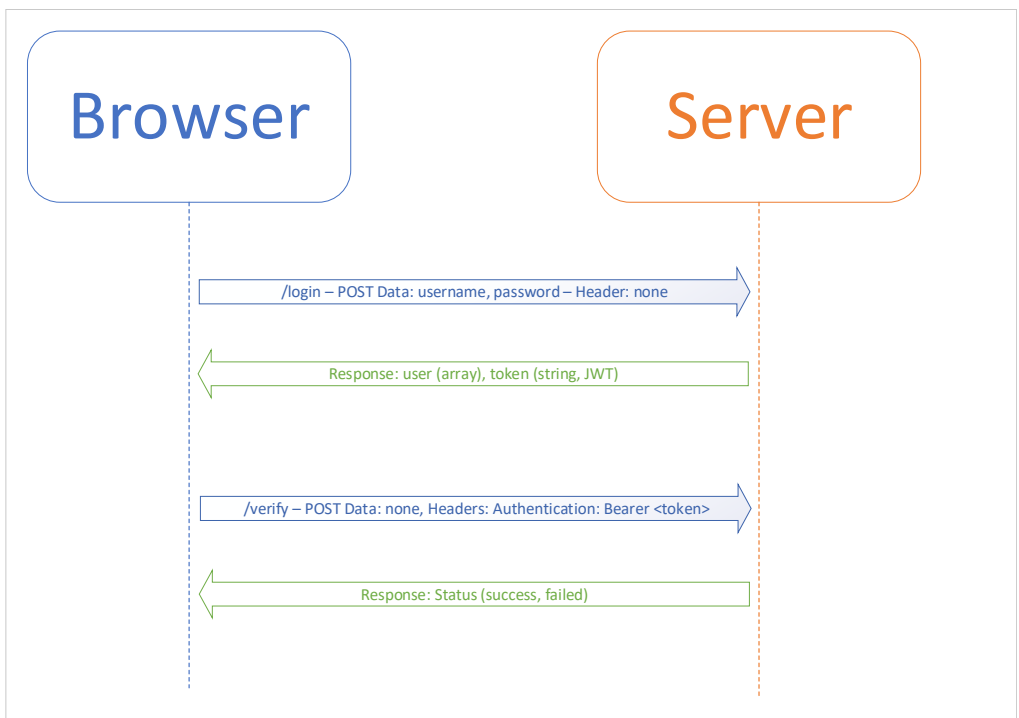 Browser
Server
/login – POST Data: username, password – Header: none
Response: user (array), token (string, JWT)
/verify – POST Data: none, Headers: Authentication: Bearer <token>
Response: Status (success, failed)